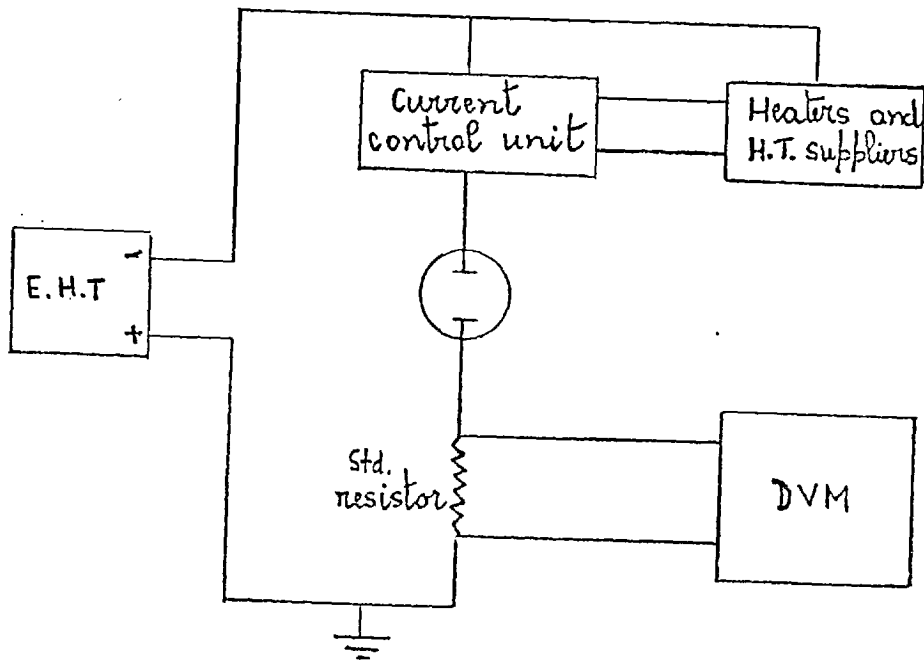 Current
control unit
Heaters and
H.T. suppliers
E.H.T
-
+
Std.
resistor
DVM